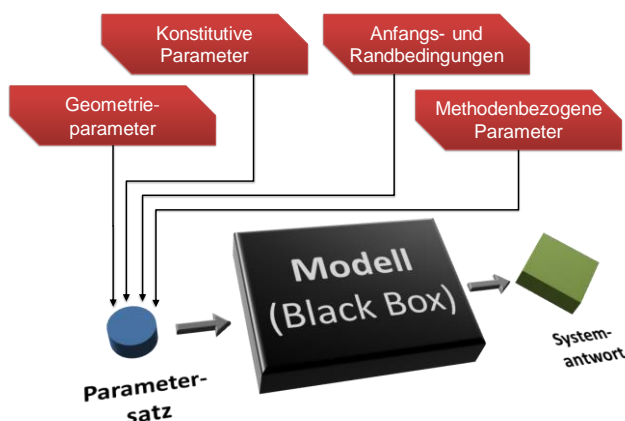 Konstitutive
Parameter
Anfangs- und
Randbedingungen
Geometrie-
parameter
Methodenbezogene
Parameter
Modell
(Black Box)
System-
antwort
Parameter-
satz